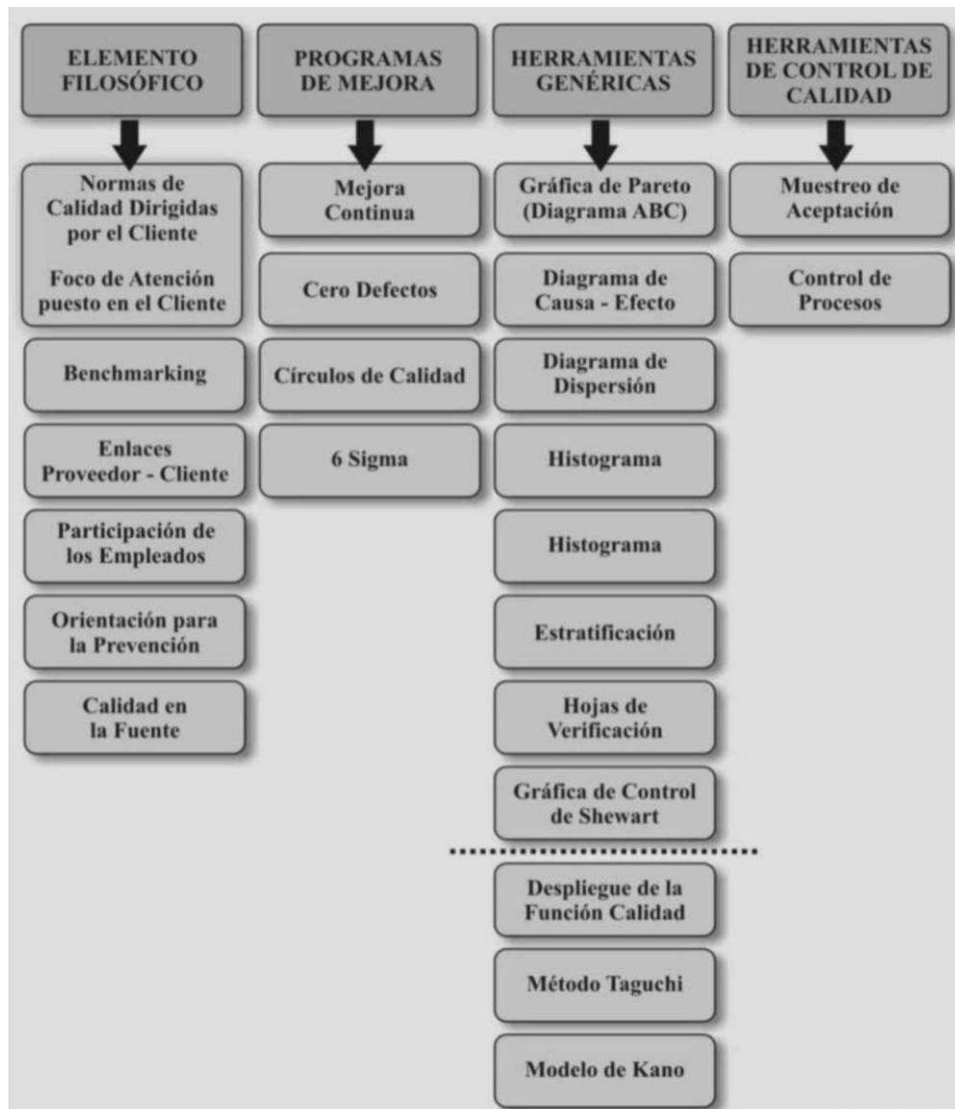 ELEMENTO
FILOSÓFICO
Normas de
Calidad Dirigidas
por el Cliente
Foco de Atención
puesto en el Cliente
Benchmarking
Enlaces
Proveedor - Cliente
Participación de
los Empleados
Orientación para
la Prevención
Calidad en
la Fuente
PROGRAMAS
DE MEJORA
Mejora
Continua
Cero Defectos
Círculos de Calidad
6 Sigma
HERRAMIENTAS
GENÉRICAS
Gráfica de Pareto
(Diagrama ABC)
Diagrama de
Causa - Efecto
Diagrama de
Dispersión
Histograma
Histograma
Estratificación
Hojas de
Verificación
Gráfica de Control
de Shewart
Despliegue de la
Función Calidad
Método Taguchi
Modelo de Kano
HERRAMIENTAS
DE CONTROL DE
CALIDAD
Muestreo de
Aceptación
Control de
Procesos